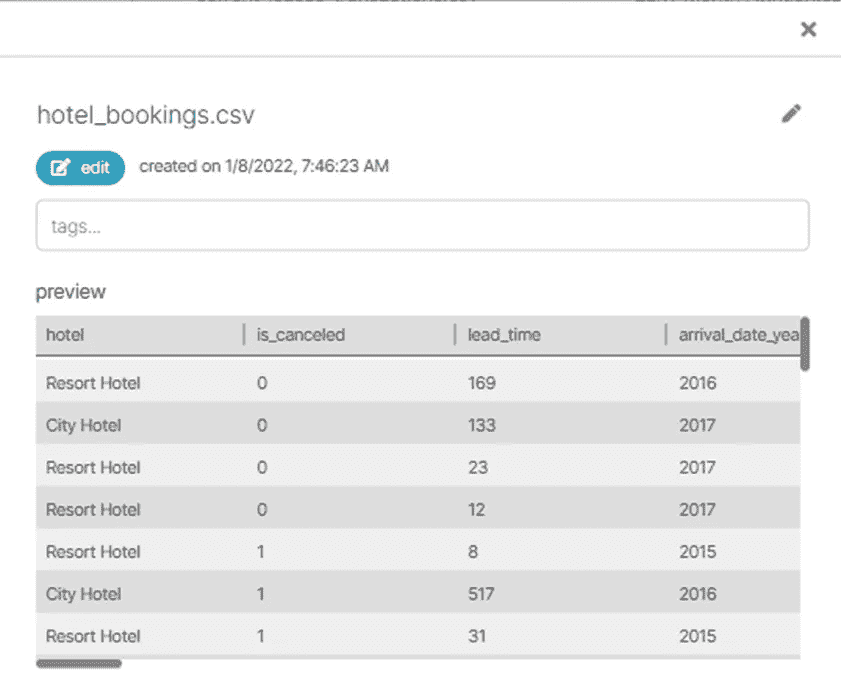 hotel_bookings.csv
edit created on 1/8/2022, 7:46:23 AM
tags...
preview
hotel is_canceled lead_time arrival_date_yea
Resort Hotel 0 169 2016
City Hotel 0 133 2017
Resort Hotel 0 23 2017
Resort Hotel 0 12 2017
Resort Hotel 1 8 2015
City Hotel 1 517 2016
Resort Hotel 1 31 2015